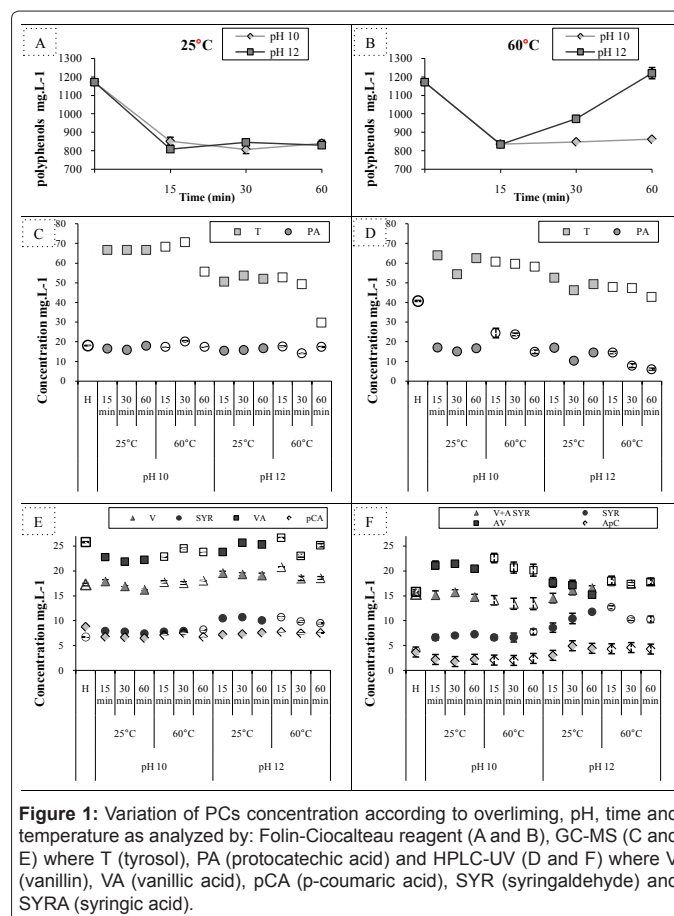 A
25°C
pH 10
pH 12
polyphenols mg.L-1
1300
1200
1100
1000
900
800
700
15
30
60
Time (min)
B
60°C
pH 10
pH 12
polyphenols mg.L-1
1300
1200
1100
1000
900
800
700
15
30
60
Time (min)
C
T
PA
Concentration mg.L-1
80
70
60
50
40
30
20
10
0
H
15 min
30 min
60 min
15 min
30 min
60 min
15 min
30 min
60 min
15 min
30 min
60 min
25°C
60°C
25°C
60°C
pH 10
pH 12
D
T
PA
Concentration mg.L-1
80
70
60
50
40
30
20
10
0
H
15 min
30 min
60 min
15 min
30 min
60 min
15 min
30 min
60 min
15 min
30 min
60 min
25°C
60°C
25°C
60°C
pH 10
pH 12
E
V
SYR
VA
pCA
Concentration mg.L-1
25
20
15
10
5
0
H
15 min
30 min
60 min
15 min
30 min
60 min
15 min
30 min
60 min
15 min
30 min
60 min
25°C
60°C
25°C
60°C
pH 10
pH 12
F
V+A SYR
SYR
AV
ApC
Concentration mg.L-1
25
20
15
10
5
0
H
15 min
30 min
60 min
15 min
30 min
60 min
15 min
30 min
60 min
15 min
30 min
60 min
25°C
60°C
25°C
60°C
pH 10
pH 12
Figure 1: Variation of PCs concentration according to overliming, pH, time and
temperature as analyzed by: Folin-Ciocalteau reagent (A and B), GC-MS (C and
E) where T (tyrosol), PA (protocatechic acid) and HPLC-UV (D and F) where V
(vanillin), VA (vanillic acid), pCA (p-coumaric acid), SYR (syringaldehyde) and
SYRA (syringic acid).